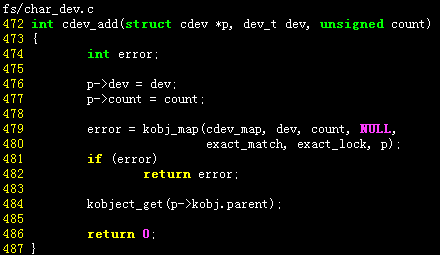 fs/char_dev.c
472 int cdev_add(struct cdev *p, dev_t dev, unsigned count)
473 {
474         int error;
475
476         p->dev = dev;
477         p->count = count;
478
479         error = kobj_map(cdev_map, dev, count, NULL,
480                          exact_match, exact_lock, p);
481         if (error)
482                 return error;
483
484         kobject_get(p->kobj.parent);
485
486         return 0;
487 }